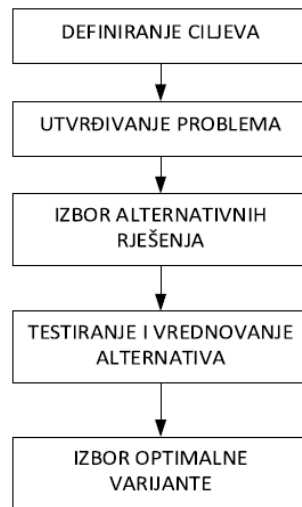 DEFINIRANJE CILJEVA
UTVRĐIVANJE PROBLEMA
IZBOR ALTERNATIVNIH
RJEŠENJA
TESTIRANJE I VREDNOVANJE
ALTERNATIVA
IZBOR OPTIMALNE
VARIJANTE